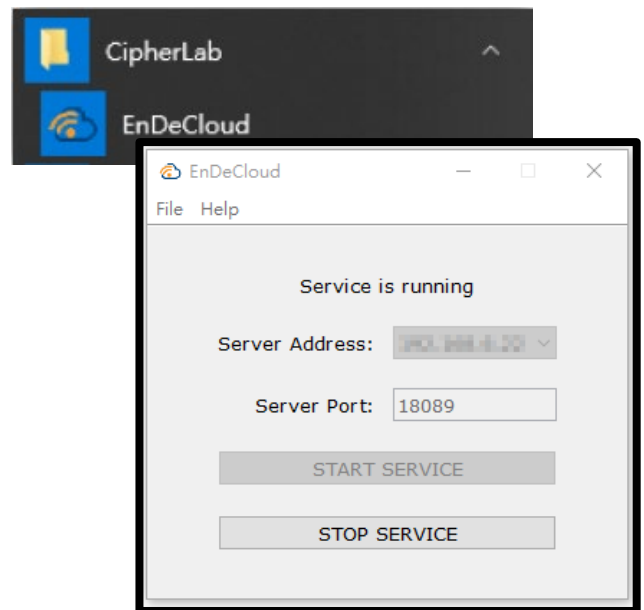 CipherLab
EnDeCloud
EnDeCloud
File Help
Service is running
Server Address:
Server Port: 18089
START SERVICE
STOP SERVICE